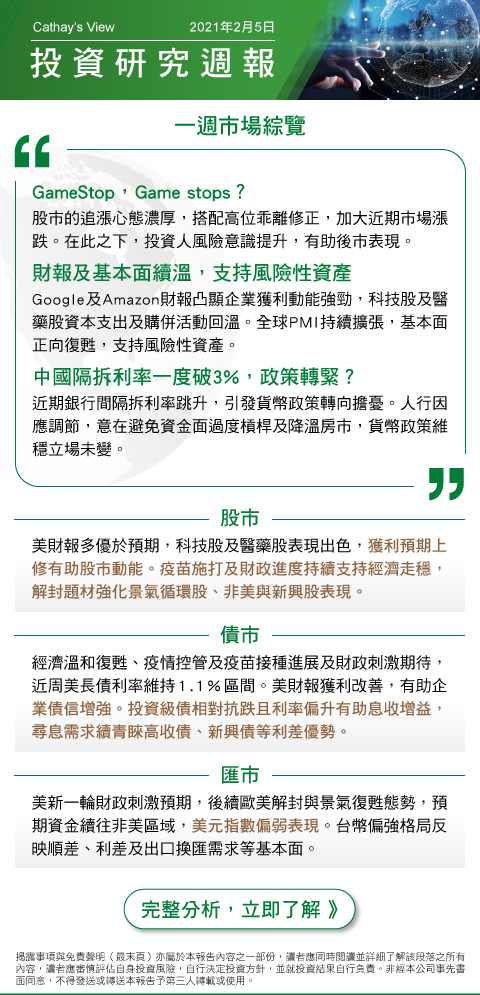 Cathay's View 2021年2月5日
投資研究週報
一週市場綜覽
GameStop，Game stops？
股市的追漲心態濃厚，搭配高位乖離修正，加大近期市場漲
跌。在此之下，投資人風險意識提升，有助後市表現。
財報及基本面續溫，支持風險性資產
Google及Amazon財報凸顯企業獲利動能強勁，科技股及醫
藥股資本支出及購併活動回溫。全球PMI持續擴張，基本面
正向復甦，支持風險性資產。
中國隔拆利率一度破3%，政策轉緊？
近期銀行間隔拆利率跳升，引發貨幣政策轉向擔憂。人行因
應調節，意在避免資金面過度槓桿及降溫房市，貨幣政策維
穩立場未變。
股市
美財報多優於預期，科技股及醫藥股表現出色，獲利預期上
修有助股市動能。疫苗施打及財政進度持續支持經濟走穩，
解封題材強化景氣循環股、非美與新興股表現。
債市
經濟溫和復甦、疫情控管及疫苗接種進展及財政刺激期待，
近周美長債利率維持1.1%區間。美財報獲利改善，有助企
業債信增強。投資級債相對抗跌且利率偏升有助息收增益，
尋息需求續青睞高收債、新興債等利差優勢。
匯市
美新一輪財政刺激預期，後續歐美解封與景氣復甦態勢，預
期資金續往非美區域，美元指數偏弱表現。台幣偏強格局反
映順差、利差及出口換匯需求等基本面。
完整分析，立即了解 》
揭露事項與免責聲明（最末頁）亦屬於本報告內容之一部份，讀者應同時閱讀並詳細了解該段落之所有
內容，讀者應審慎評估自身投資風險，自行決定投資方針，並就投資結果自行負責。非經本公司事先書
面同意，不得發送或轉送本報告予第三人轉載或使用。